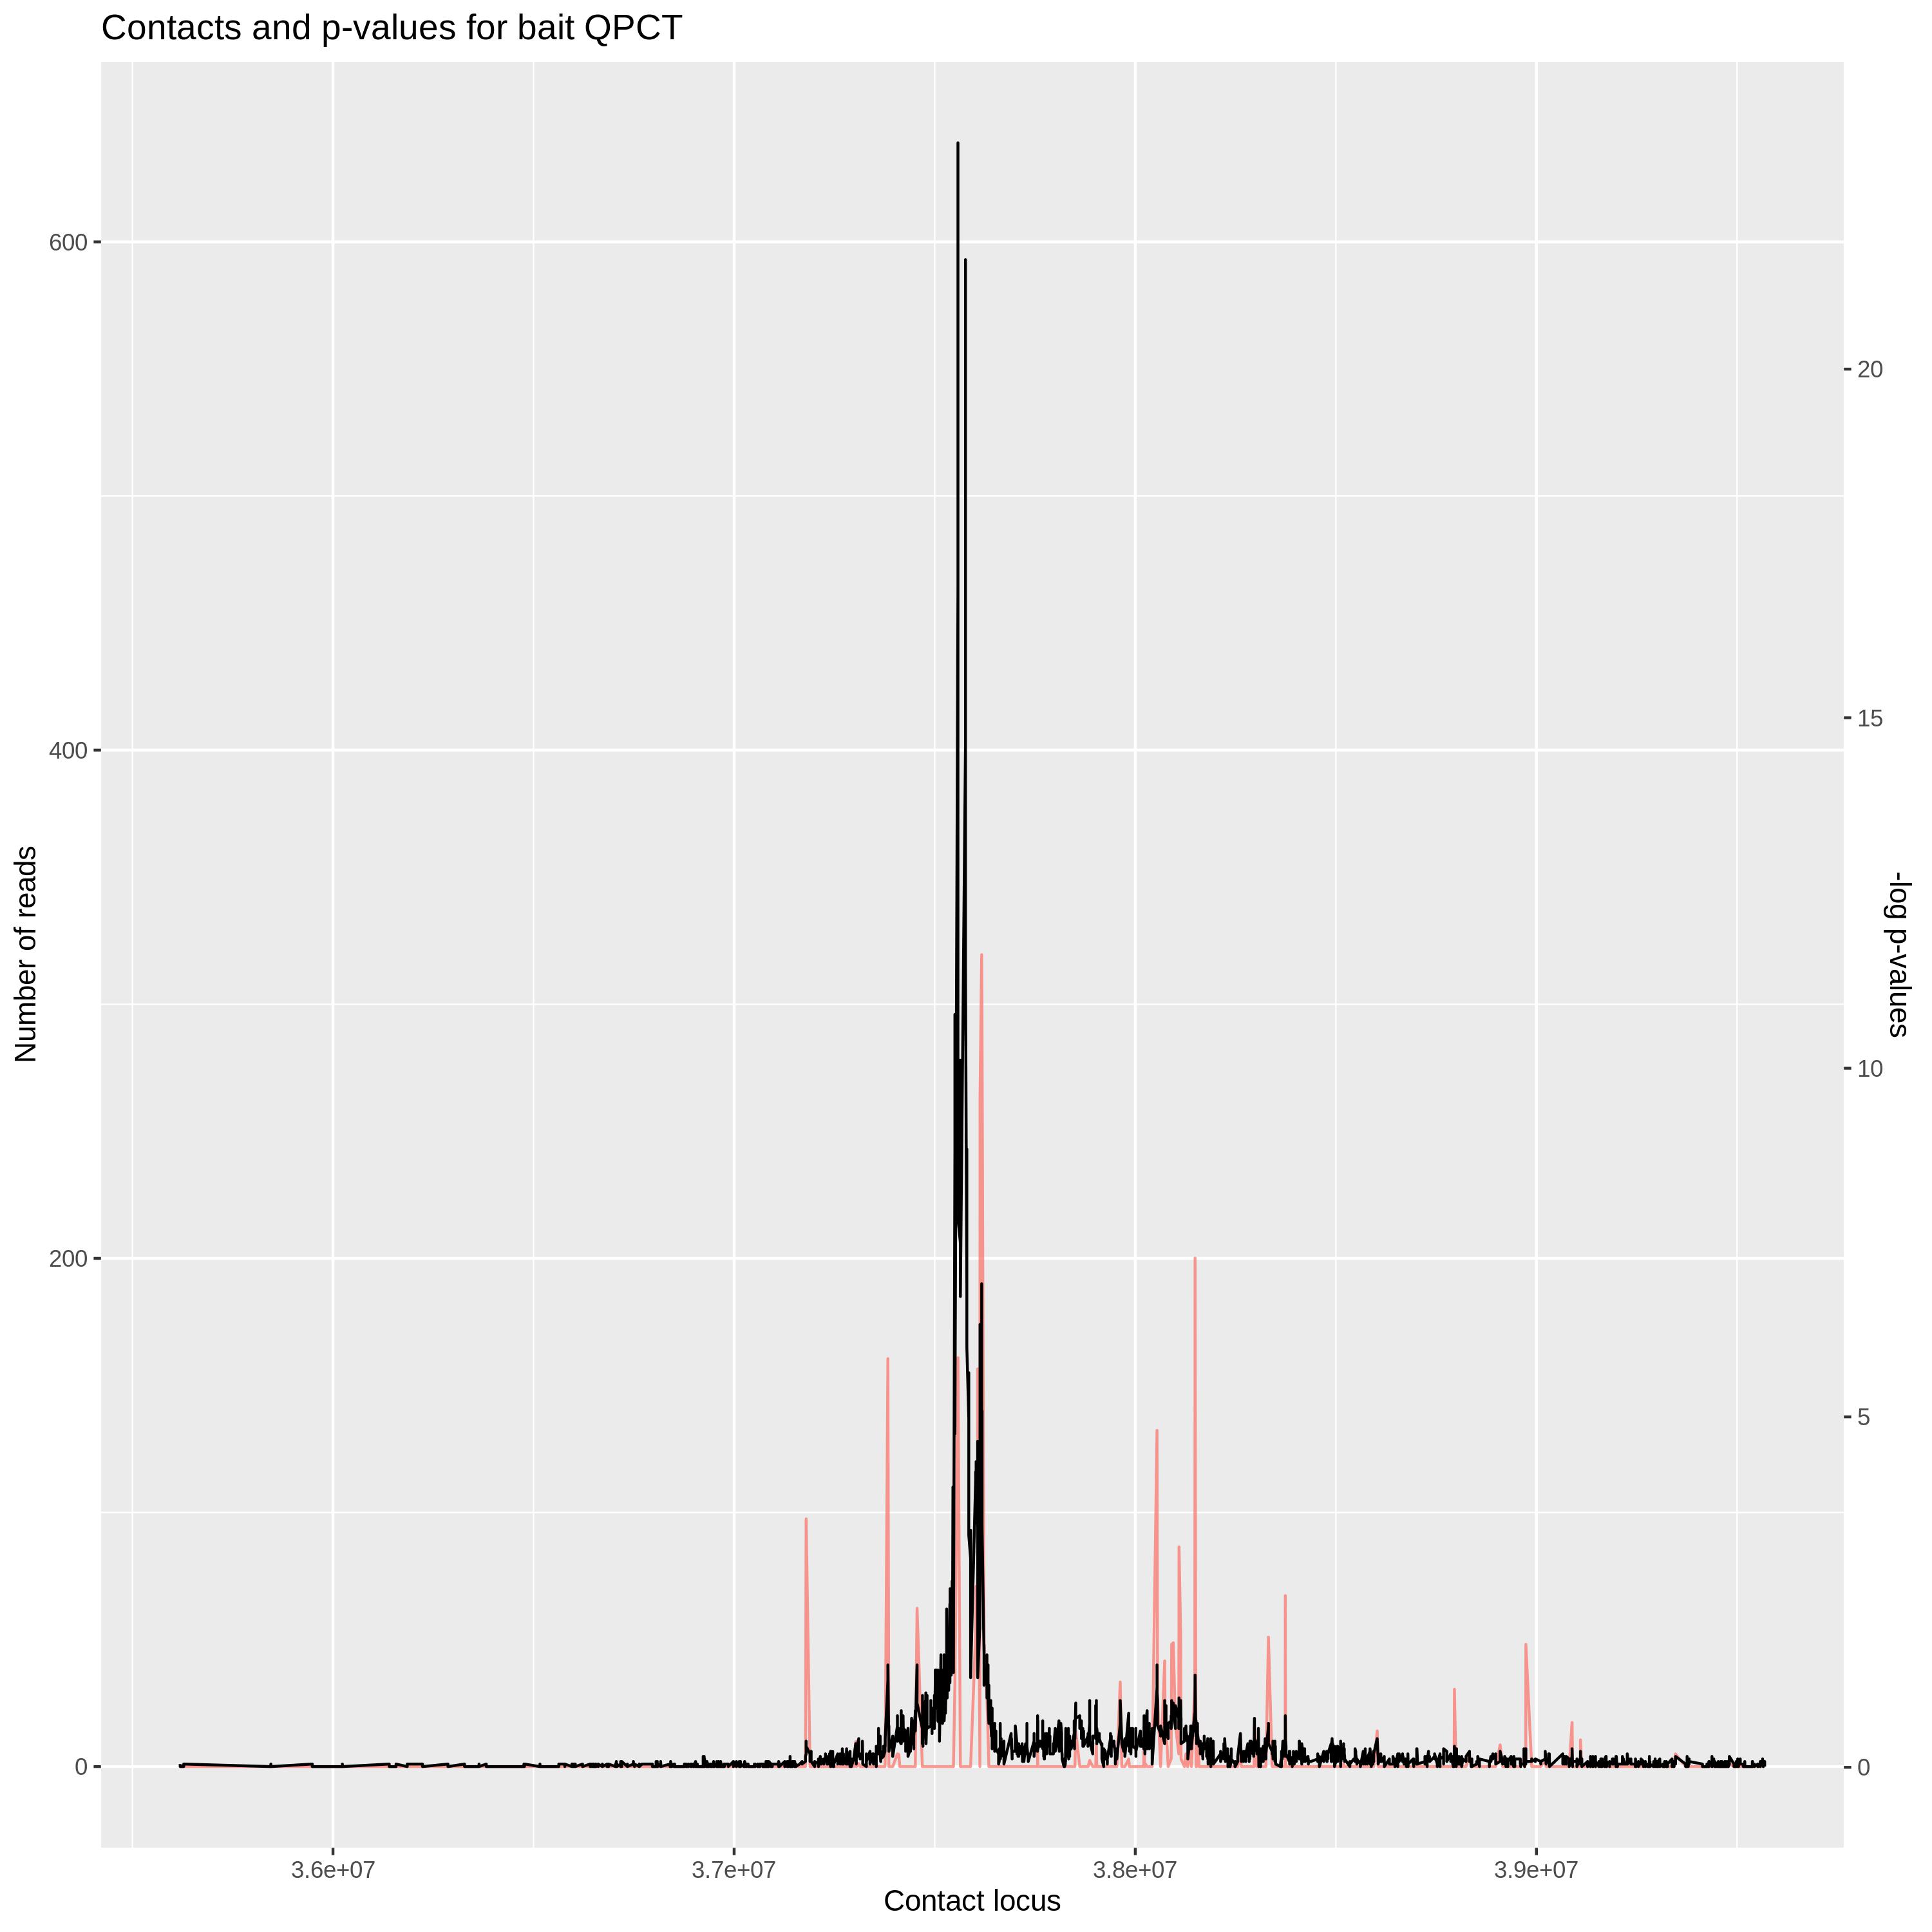 Contacts and p-values for bait QPCT
600
400
200
0
Number of reads
20
15
10
5
0
-log p-values
3.6e+07
3.7e+07
3.8e+07
3.9e+07
Contact locus